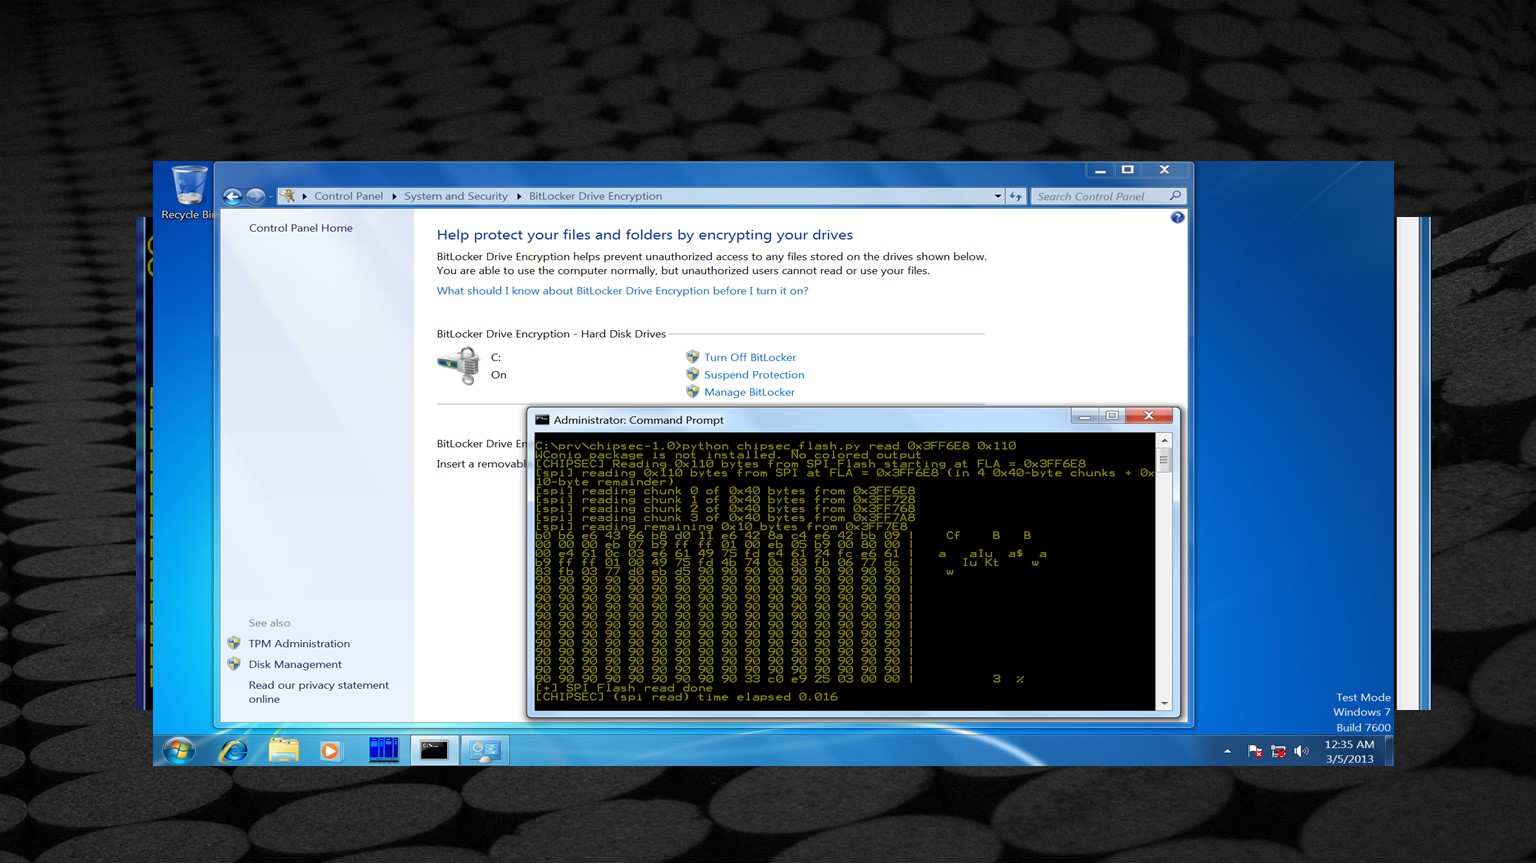 Recycle Bi
Control Panel
System and Security
BitLocker Drive Encryption
Search Control Panel
Control Panel Home
Help protect your files and folders by encrypting your drives
BitLocker Drive Encryption helps prevent unauthorized access to any files stored on the drives shown below.
You are able to use the computer normally, but unauthorized users cannot read or use your files.
What should I know about BitLocker Drive Encryption before I turn it on?
BitLocker Drive Encryption - Hard Disk Drives
C:
On
Turn Off BitLocker
Suspend Protection
Manage BitLocker
BitLocker Drive En
Insert a removabl
See also
TPM Administration
Disk Management
Read our privacy statement
online
Administrator: Command Prompt
C:\prv\chipsec-1.0>python chipsec_flash.py read 0x3FF6E8 0x110
WConio package is not installed. No colored output
[CHIPSEC] Reading 0x110 bytes from SPI Flash starting at FLA = 0x3FF6E8
[spi] reading 0x110 bytes from SPI at FLA = 0x3FF6E8 (in 4 0x40-byte chunks + 0x
10-byte remainder)
[spi] reading chunk 0 of 0x40 bytes from 0x3FF6E8
[spi] reading chunk 1 of 0x40 bytes from 0x3FF728
[spi] reading chunk 2 of 0x40 bytes from 0x3FF768
[spi] reading chunk 3 of 0x40 bytes from 0x3FF7A8
[spi] reading remaining 0x10 bytes from 0x3FF7E8
b0 b6 e6 43 66 b8 d0 11 e6 42 8a c4 e6 42 bb 09 | Cf B B
00 00 00 eb 07 b9 ff ff 01 00 eb 05 b9 00 80 00 |
00 e4 61 0c 03 e6 61 49 75 fd e4 61 24 fc e6 61 | a aIu a$ a
b9 ff ff 01 00 49 75 fd 4b 74 0c 83 fb 06 77 dc | Iu Kt w
83 fb 03 77 d0 eb d5 90 90 90 90 90 90 90 90 90 | w
90 90 90 90 90 90 90 90 90 90 90 90 90 90 90 90 |
90 90 90 90 90 90 90 90 90 90 90 90 90 90 90 90 |
90 90 90 90 90 90 90 90 90 90 90 90 90 90 90 90 |
90 90 90 90 90 90 90 90 90 90 90 90 90 90 90 90 |
90 90 90 90 90 90 90 90 90 90 90 90 90 90 90 90 |
90 90 90 90 90 90 90 90 90 90 90 90 90 90 90 90 |
90 90 90 90 90 90 90 90 90 90 90 90 90 90 90 90 |
90 90 90 90 90 90 90 90 90 90 90 90 90 90 90 90 |
90 90 90 90 90 90 90 90 90 90 90 90 90 90 90 90 |
90 90 90 90 90 90 90 90 90 90 90 90 90 90 90 90 |
90 90 90 90 90 90 90 90 90 90 90 90 90 90 90 90 |
90 90 90 90 90 90 90 90 90 33 c0 e9 25 03 00 00 | 3 %
[+] SPI Flash read done
[CHIPSEC] (spi read) time elapsed 0.016
Test Mode
Windows 7
Build 7600
12:35 AM
3/5/2013